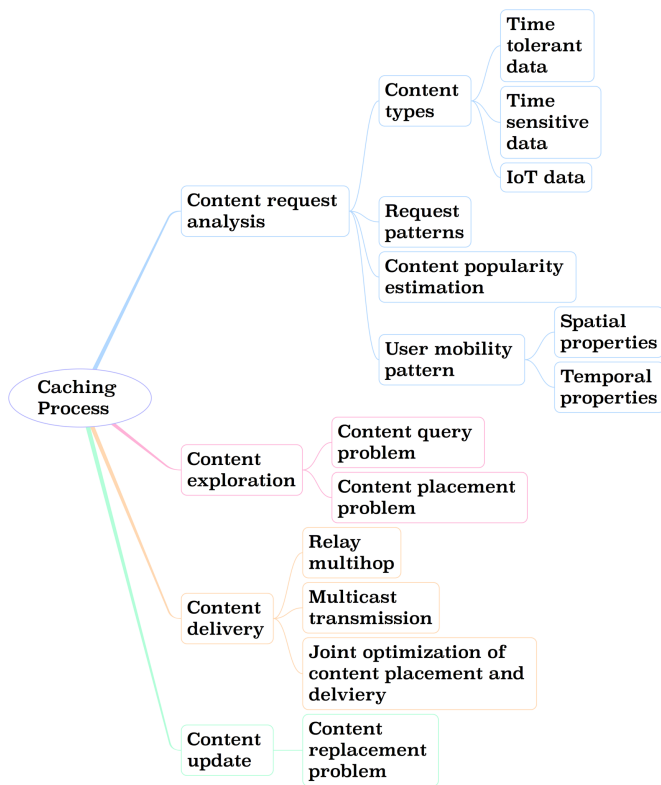 Caching
Process
Content request
analysis
Content
types
Time
tolerant
data
Time
sensitive
data
IoT data
Request
patterns
Content popularity
estimation
User mobility
pattern
Spatial
properties
Temporal
properties
Content
exploration
Content query
problem
Content placement
problem
Content
delivery
Relay
multihop
Multicast
transmission
Joint optimization of
content placement and
delviery
Content
update
Content
replacement
problem